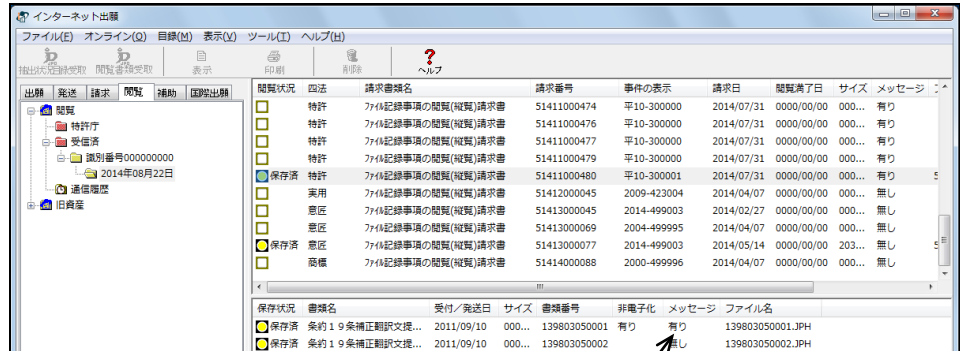 インターネット出願
ファイル(F) オンライン(Q) 目録(M) 表示(V) ツール(T) ヘルプ(H)
閲覧書類受取 表示 印刷 削除 ヘルプ
出願 発送 請求 閲覧 補助 国際出願
閲覧
特許庁
受信済
識別番号000000000
2014年08月22日
通信履歴
旧資産
閲覧状況 四法 請求書類名 請求番号 事件の表示 請求日 閲覧満了日 サイズ メッセージ
特許 ファイル記録事項の閲覧(縦覧)請求書 51411000474 平10-300000 2014/07/31 0000/00/00 000... 有り
特許 ファイル記録事項の閲覧(縦覧)請求書 51411000476 平10-300000 2014/07/31 0000/00/00 000... 有り
特許 ファイル記録事項の閲覧(縦覧)請求書 51411000477 平10-300000 2014/07/31 0000/00/00 000... 有り
特許 ファイル記録事項の閲覧(縦覧)請求書 51411000479 平10-300000 2014/07/31 0000/00/00 000... 有り
保存済 特許 ファイル記録事項の閲覧(縦覧)請求書 51411000480 平10-300001 2014/07/31 0000/00/00 000... 有り
実用 ファイル記録事項の閲覧(縦覧)請求書 51412000045 2009-423004 2014/04/07 0000/00/00 000... 無し
意匠 ファイル記録事項の閲覧(縦覧)請求書 51413000045 2014-499003 2014/02/27 0000/00/00 000... 無し
意匠 ファイル記録事項の閲覧(縦覧)請求書 51413000069 2004-499995 2014/04/07 0000/00/00 000... 無し
保存済 意匠 ファイル記録事項の閲覧(縦覧)請求書 51413000077 2014-499003 2014/05/14 0000/00/00 203... 無し
商標 ファイル記録事項の閲覧(縦覧)請求書 51414000088 2000-499996 2014/04/07 0000/00/00 000... 無し
保存状況 書類名 受付/発送日 サイズ 書類番号 非電子化 メッセージ ファイル名
保存済 条約19条補正翻訳文提... 2011/09/10 000... 139803050001 有り 有り 139803050001.JPH
保存済 条約19条補正翻訳文提... 2011/09/10 000... 139803050002 無し 139803050002.JPH